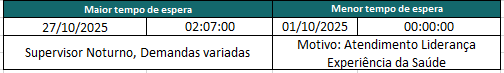 Maior tempo de espera Menor tempo de espera
27/10/2025 02:07:00 01/10/2025 00:00:00
Supervisor Noturno, Demandas variadas
Motivo: Atendimento Liderança
Experiência da Saúde